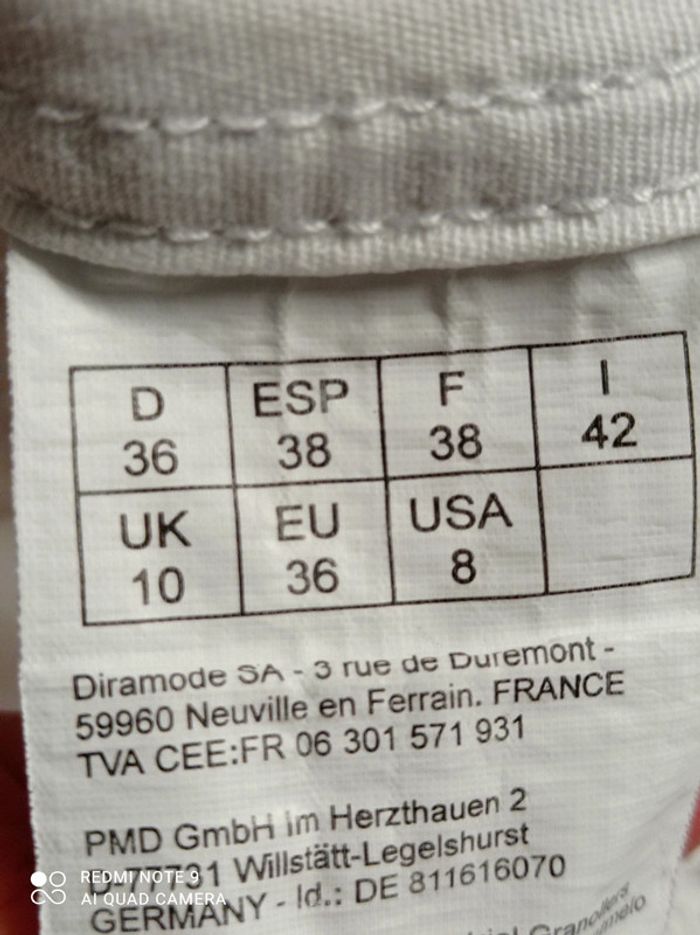 D ESP F I
36 38 38 42
UK EU USA
10 36 8
Diramode SA - 3 rue de Duremont -
59960 Neuville en Ferrain. FRANCE
TVA CEE:FR 06 301 571 931
PMD GmbH im Herzthauen 2
D-77731 Willstätt-Legelshurst
GERMANY - Id.: DE 811616070
Granollers
REDMI NOTE 9
AI QUAD CAMERA